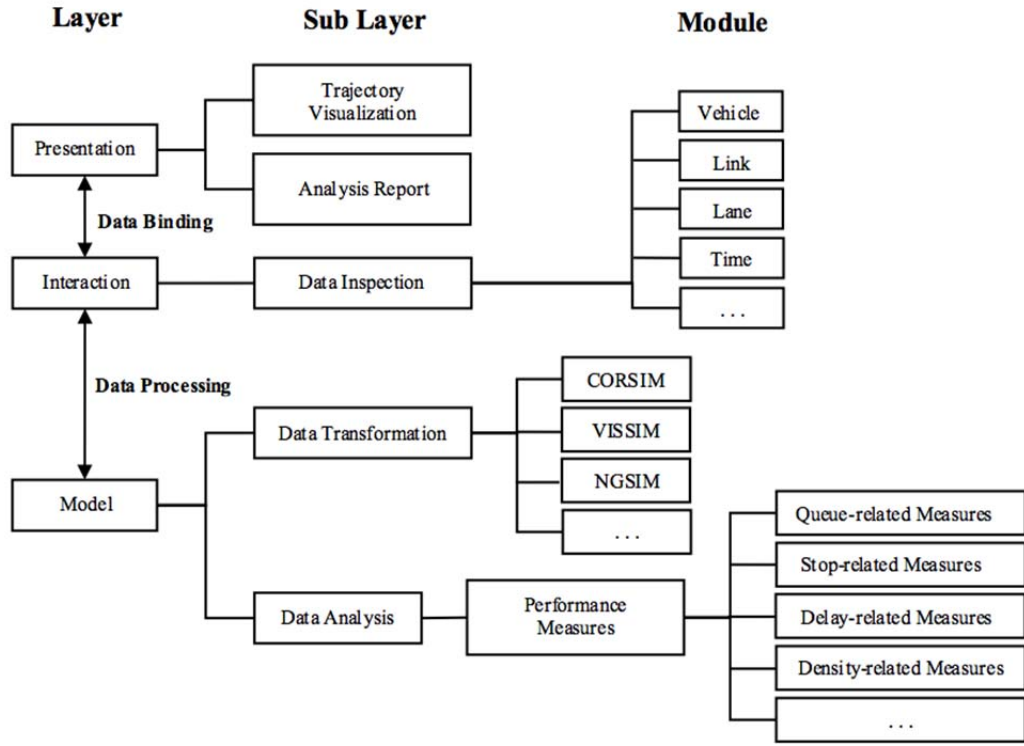 Layer
Sub Layer
Module
Trajectory
Visualization
Vehicle
Presentation
Link
Analysis Report
Lane
Data Binding
Time
Interaction
Data Inspection
. . .
CORSIM
Data Processing
VISSIM
Data Transformation
NGSIM
Model
Queue-related Measures
. . .
Stop-related Measures
Performance
Measures
Data Analysis
Delay-related Measures
Density-related Measures
. . .